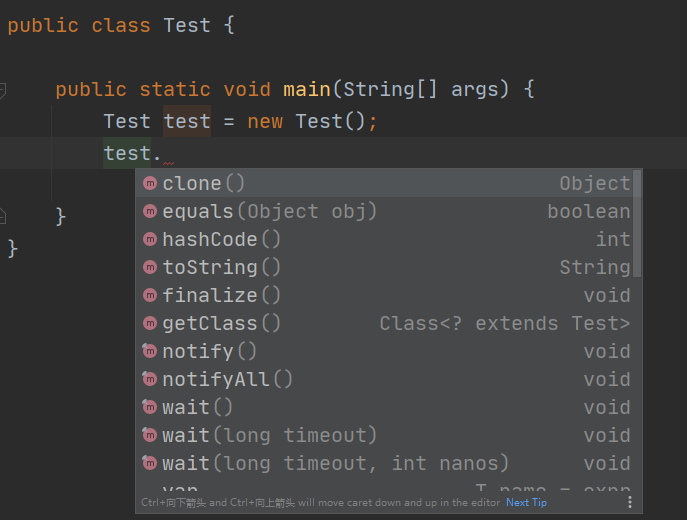 public class Test {
public static void main(String[] args) {
Test test = new Test();
test.
clone() Object
equals(Object obj) boolean
hashCode() int
toString() String
finalize() void
getClass() Class<? extends Test>
notify() void
notifyAll() void
wait() void
wait(long timeout) void
wait(long timeout, int nanos) void
var T name = expr
Ctrl+向下箭头 and Ctrl+向上箭头 will move caret down and up in the editor Next Tip
}
}